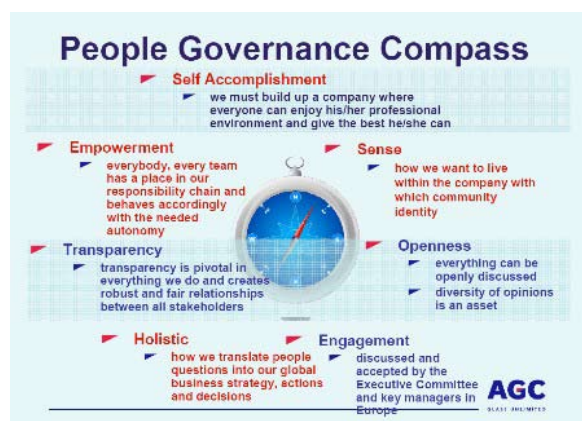 People Governance Compass
Self Accomplishment
we must build up a company where
everyone can enjoy his/her professional
environment and give the best he/she can
Empowerment
everybody, every team
has a place in our
responsibility chain and
behaves accordingly
with the needed
autonomy
Sense
how we want to live
within the company with
which community
identity
Transparency
transparency is pivotal in
everything we do and creates
robust and fair relationships
between all stakeholders
Openness
everything can be
openly discussed
diversity of opinions
is an asset
Holistic
how we translate people
questions into our global
business strategy, actions
and decisions
Engagement
discussed and
accepted by the
Executive Committee
and key managers in
Europe
AGC
GLASS UNLIMITED